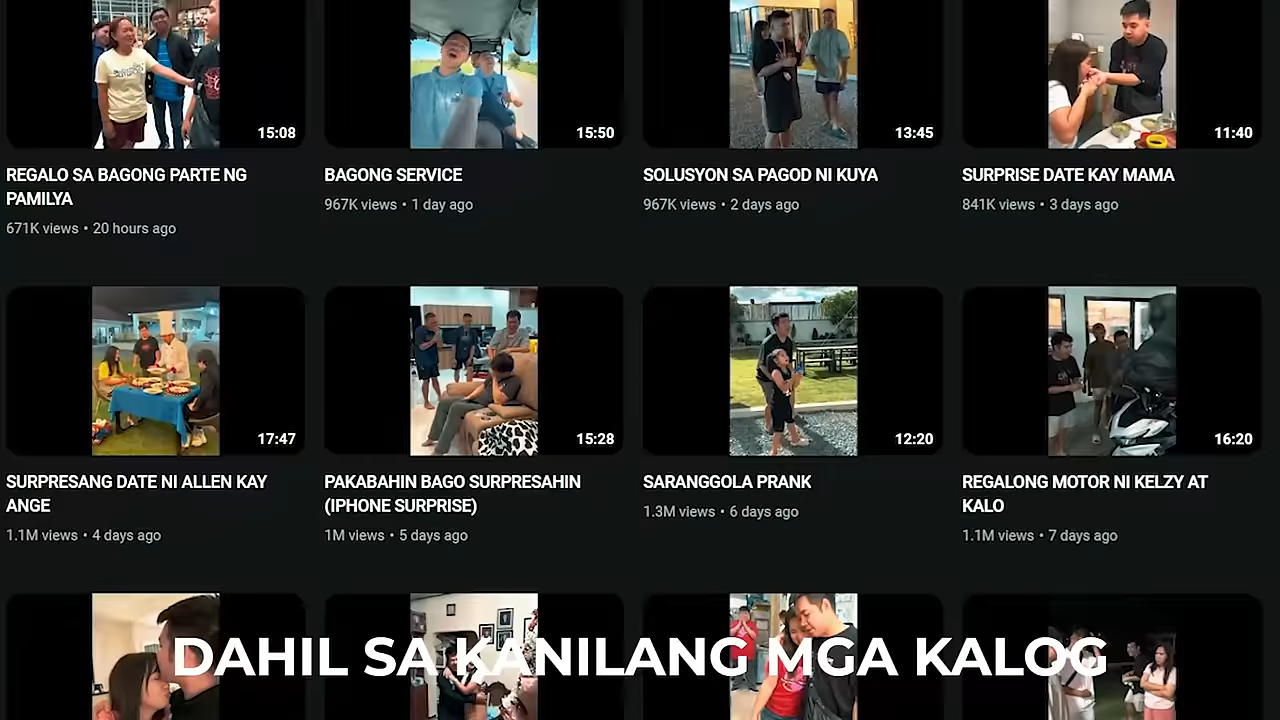 15:08
15:50
13:45
11:40
REGALO SA BAGONG PARTE NG
PAMILYA
671K views • 20 hours ago
BAGONG SERVICE
967K views • 1 day ago
SOLUSYON SA PAGOD NI KUYA
967K views • 2 days ago
SURPRISE DATE KAY MAMA
841K views • 3 days ago
17:47
15:28
12:20
16:20
SURPRESANG DATE NI ALLEN KAY
ANGE
1.1M views • 4 days ago
PAKABAHIN BAGO SURPRESAHIN
(IPHONE SURPRISE)
1M views • 5 days ago
SARANGGOLA PRANK
1.3M views • 6 days ago
REGALONG MOTOR NI KELZY AT
KALO
1.1M views • 7 days ago
DAHIL SA KANILANG MGA KALOG